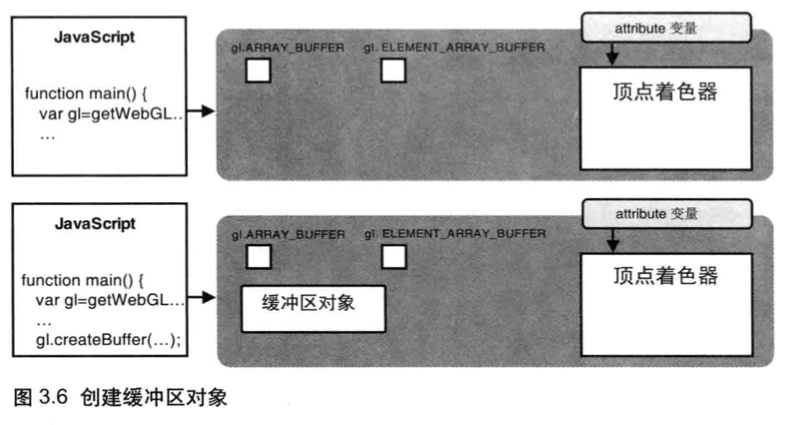 JavaScript
function main() {
var gl=getWebGL…
…
gl.ARRAY_BUFFER
gl. ELEMENT_ARRAY_BUFFER
attribute 变量
顶点着色器
JavaScript
function main() {
var gl=getWebGL…
…
gl.createBuffer(…);
gl.ARRAY_BUFFER
gl. ELEMENT_ARRAY_BUFFER
缓冲区对象
attribute 变量
顶点着色器
图 3.6 创建缓冲区对象